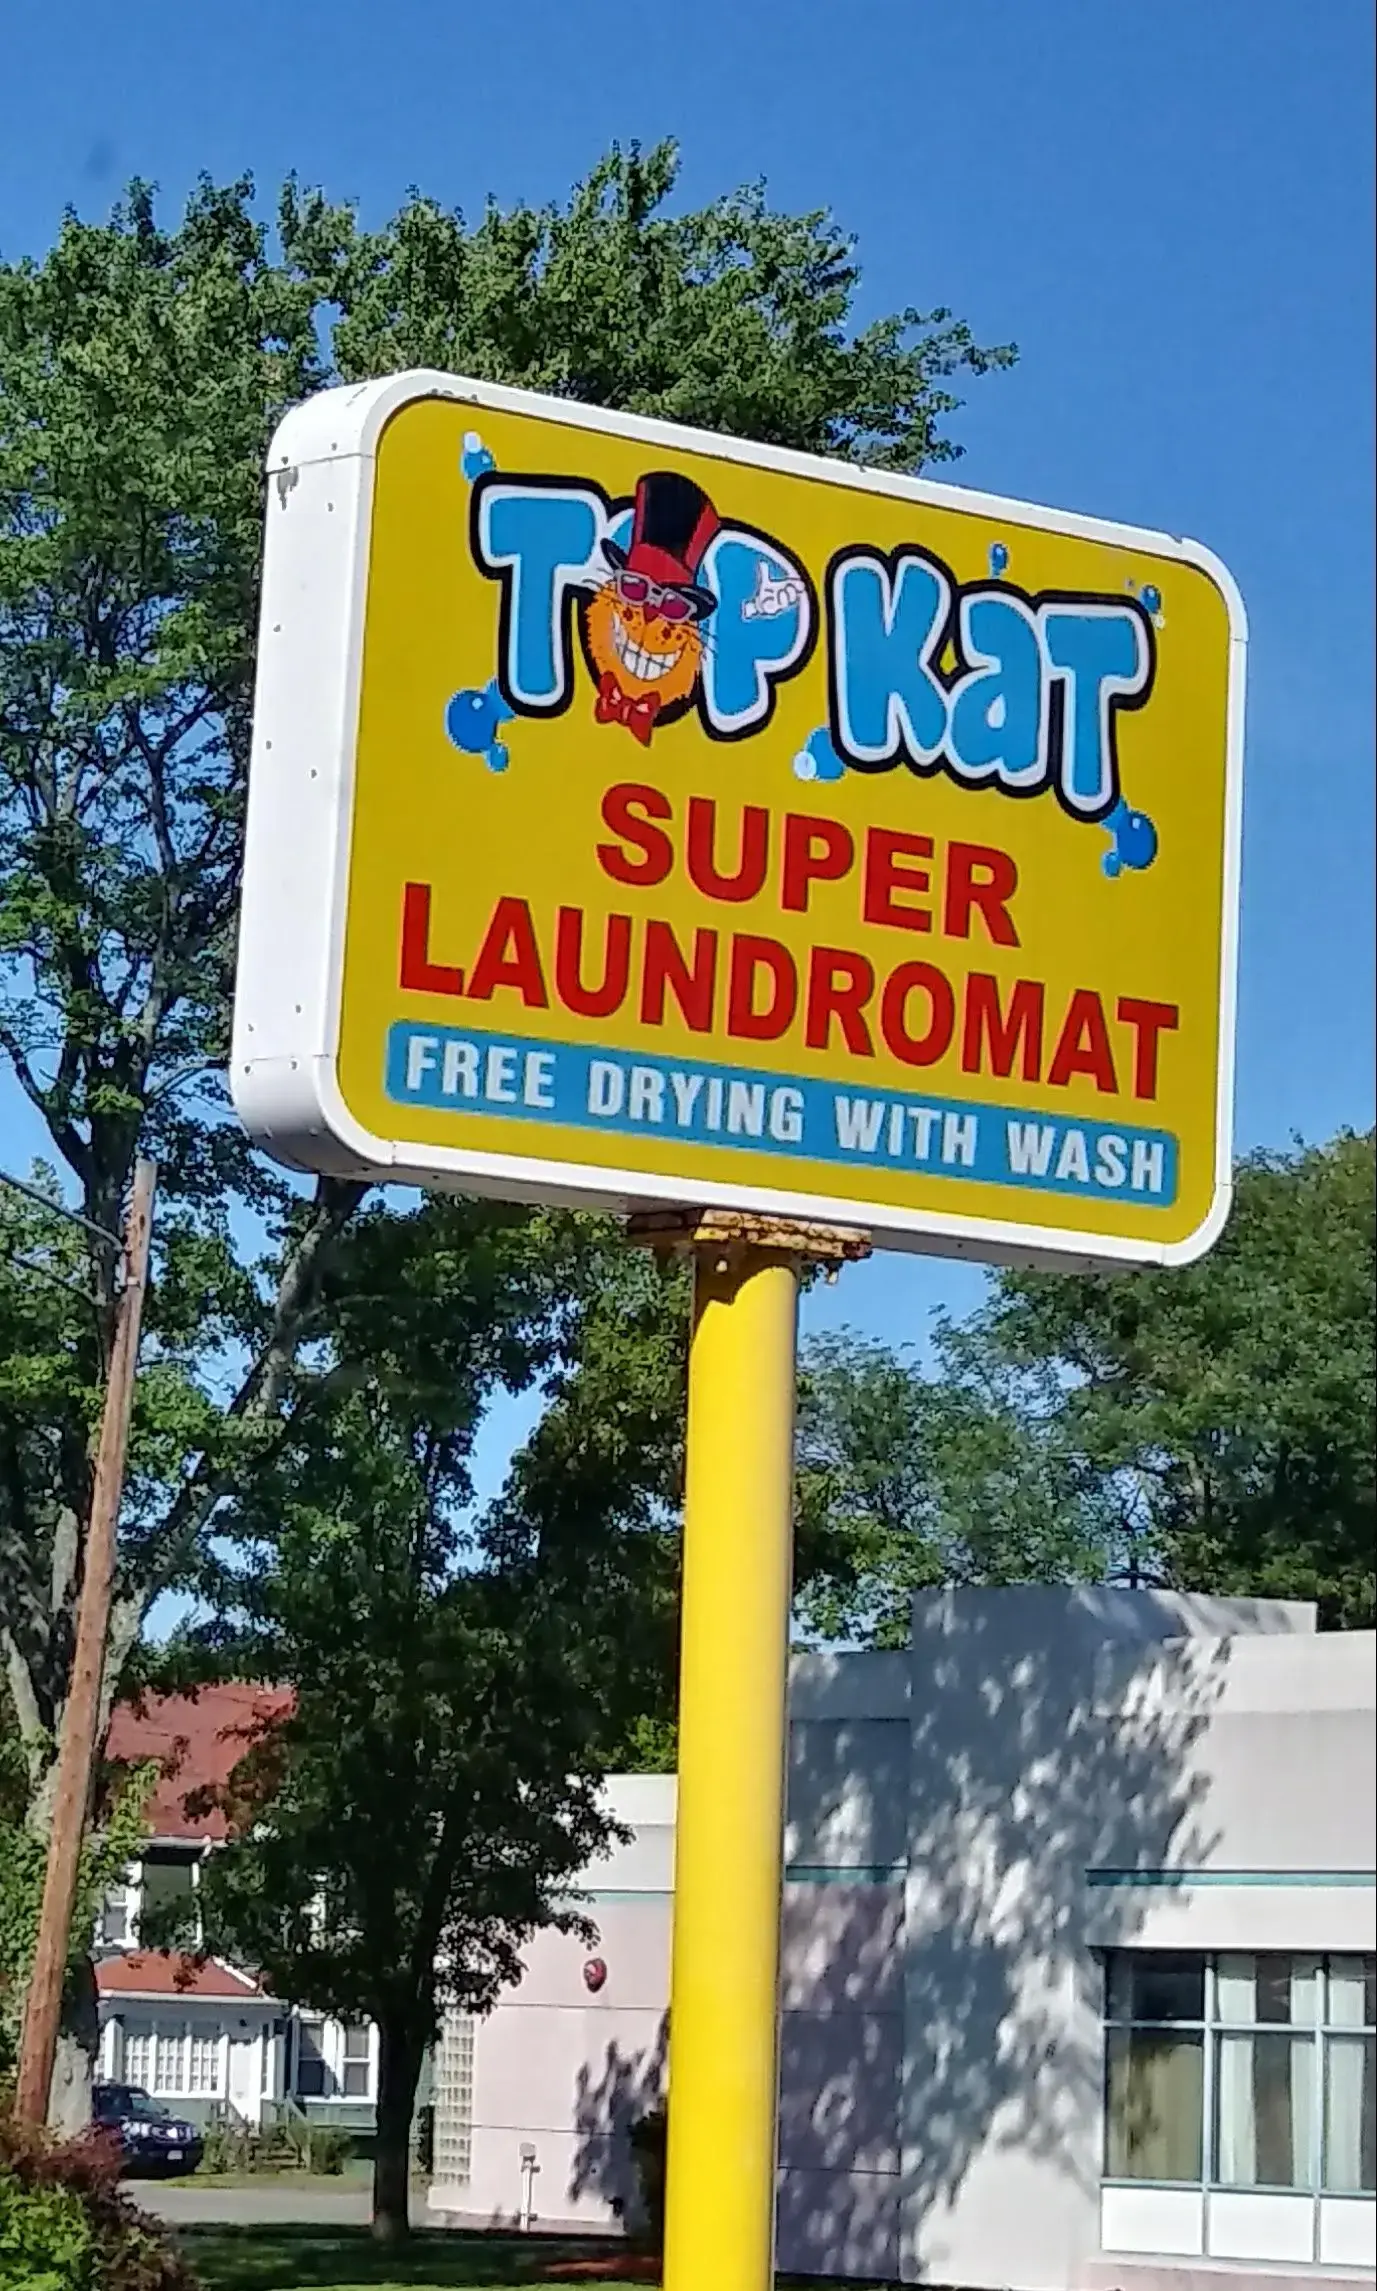 TOP KaT
SUPER
LAUNDROMAT
FREE DRYING WITH WASH